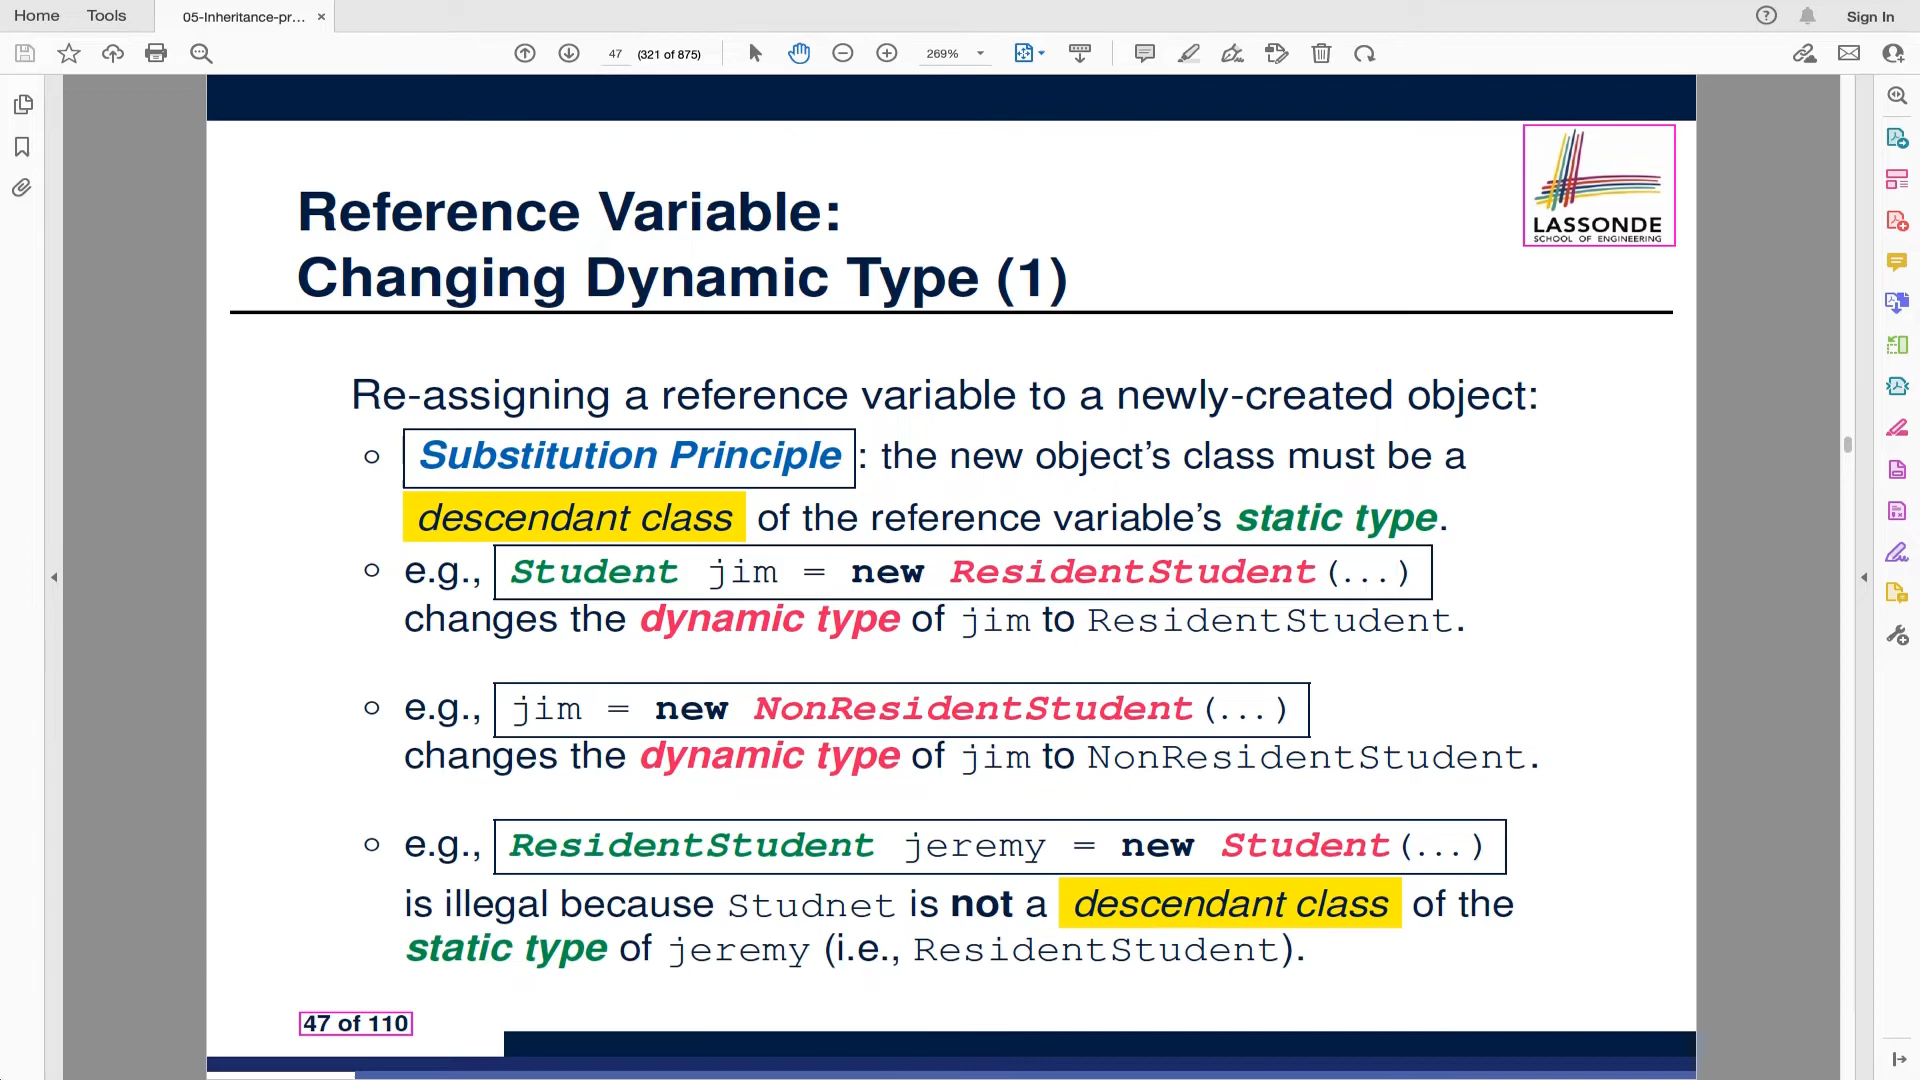 Home Tools 05-Inheritance-pr... × Sign In
47 (321 of 875) 269%
LASSONDE
SCHOOL OF ENGINEERING
Reference Variable:
Changing Dynamic Type (1)
Re-assigning a reference variable to a newly-created object:
○ Substitution Principle : the new object’s class must be a
descendant class of the reference variable’s static type.
○ e.g., Student jim = new ResidentStudent(...)
changes the dynamic type of jim to ResidentStudent.
○ e.g., jim = new NonResidentStudent(...)
changes the dynamic type of jim to NonResidentStudent.
○ e.g., ResidentStudent jeremy = new Student(...)
is illegal because Studnet is not a descendant class of the
static type of jeremy (i.e., ResidentStudent).
47 of 110